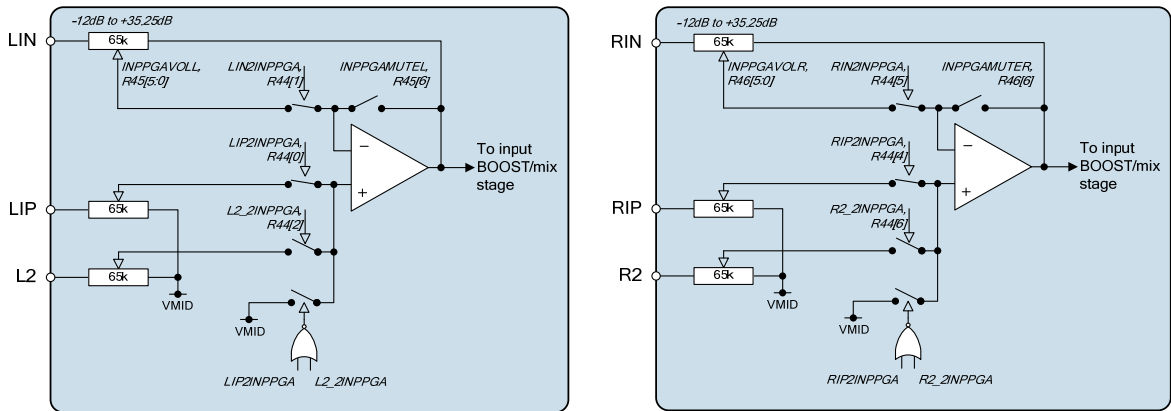 -12dB to +35.25dB
LIN
65k
INPPGAVOLL,
R45[5:0]
LIN2INPPGA,
R44[1]
INPPGAMUTEL,
R45[6]
LIP2INPPGA,
R44[0]
−
+
To input
BOOST/mix
stage
LIP
65k
L2_2INPPGA,
R44[2]
L2
65k
VMID
VMID
LIP2INPPGA
L2_2INPPGA
-12dB to +35.25dB
RIN
65k
INPPGAVOLR,
R46[5:0]
RIN2INPPGA,
R44[5]
INPPGAMUTER,
R46[6]
RIP2INPPGA,
R44[4]
−
+
To input
BOOST/mix
stage
RIP
65k
R2_2INPPGA,
R44[6]
R2
65k
VMID
VMID
RIP2INPPGA
R2_2INPPGA